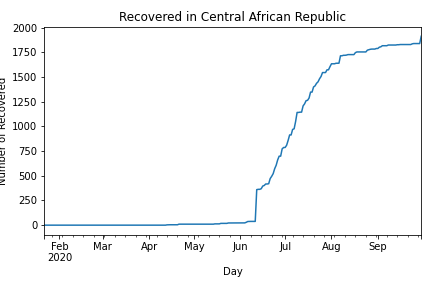 Recovered in Central African Republic
Number of Recovered
2000
1750
1500
1250
1000
750
500
250
0
Feb Mar Apr May Jun Jul Aug Sep
2020
Day